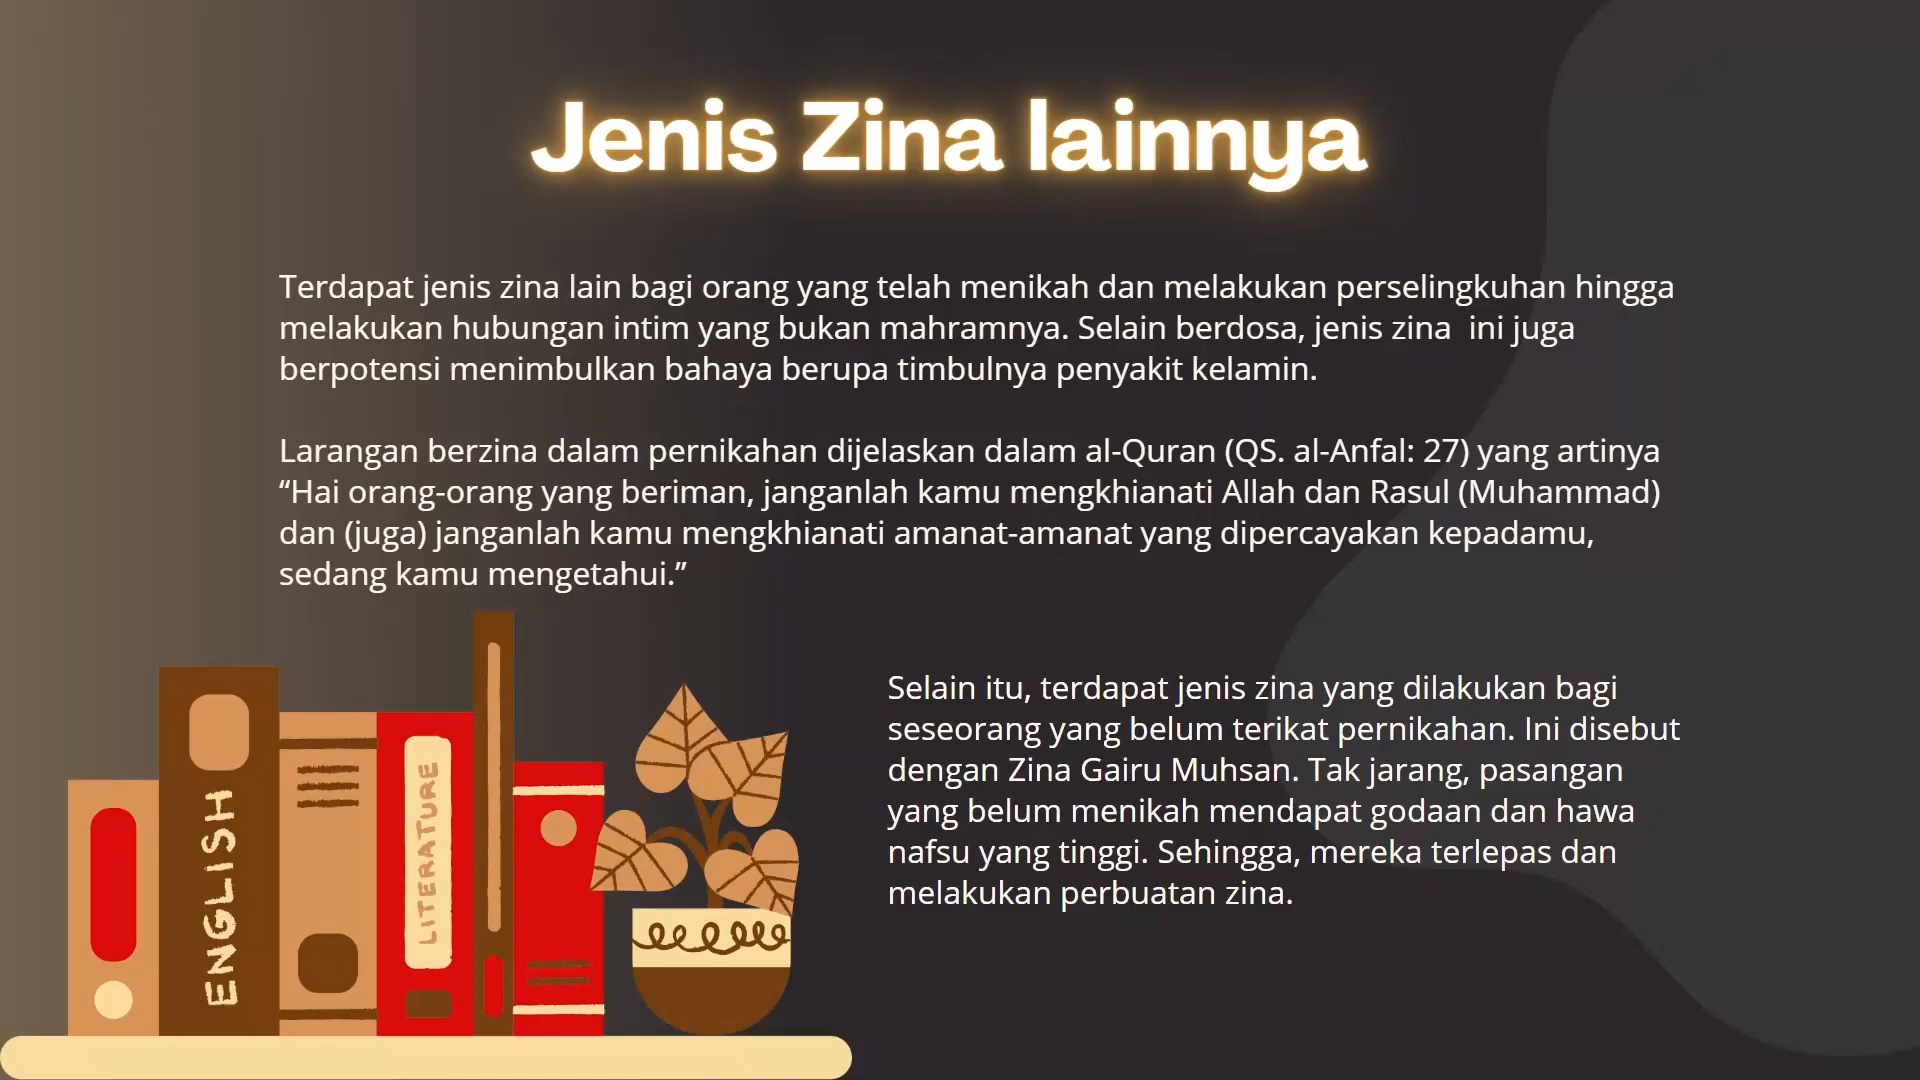 Jenis Zina lainnya
Terdapat jenis zina lain bagi orang yang telah menikah dan melakukan perselingkuhan hingga
melakukan hubungan intim yang bukan mahramnya. Selain berdosa, jenis zina  ini juga
berpotensi menimbulkan bahaya berupa timbulnya penyakit kelamin.
Larangan berzina dalam pernikahan dijelaskan dalam al-Quran (QS. al-Anfal: 27) yang artinya
“Hai orang-orang yang beriman, janganlah kamu mengkhianati Allah dan Rasul (Muhammad)
dan (juga) janganlah kamu mengkhianati amanat-amanat yang dipercayakan kepadamu,
sedang kamu mengetahui.”
Selain itu, terdapat jenis zina yang dilakukan bagi
seseorang yang belum terikat pernikahan. Ini disebut
dengan Zina Gairu Muhsan. Tak jarang, pasangan
yang belum menikah mendapat godaan dan hawa
nafsu yang tinggi. Sehingga, mereka terlepas dan
melakukan perbuatan zina.
ENGLISH
LITERATURE